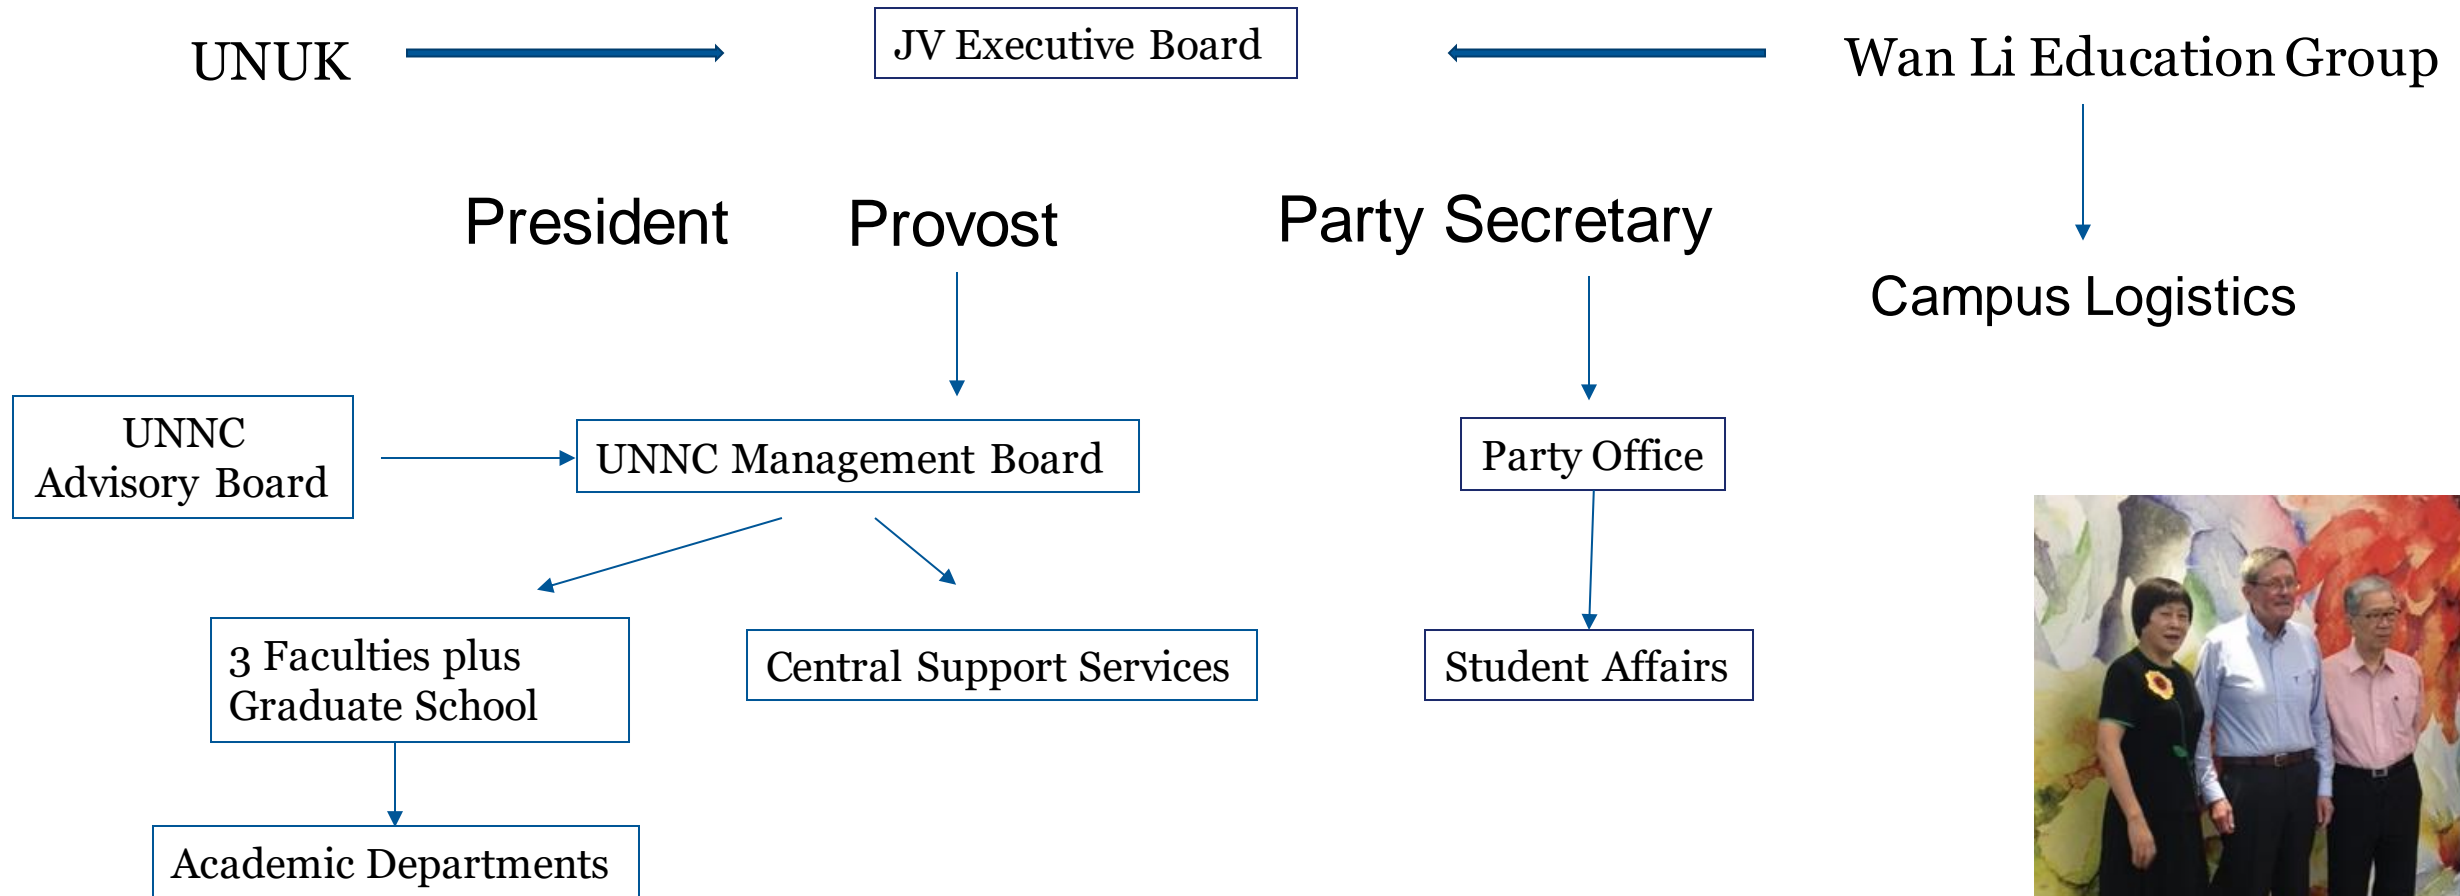 UNUK
JV Executive Board
Wan Li Education Group
President
Provost
Party Secretary
Campus Logistics
UNNC
Advisory Board
UNNC Management Board
Party Office
3 Faculties plus
Graduate School
Central Support Services
Student Affairs
Academic Departments